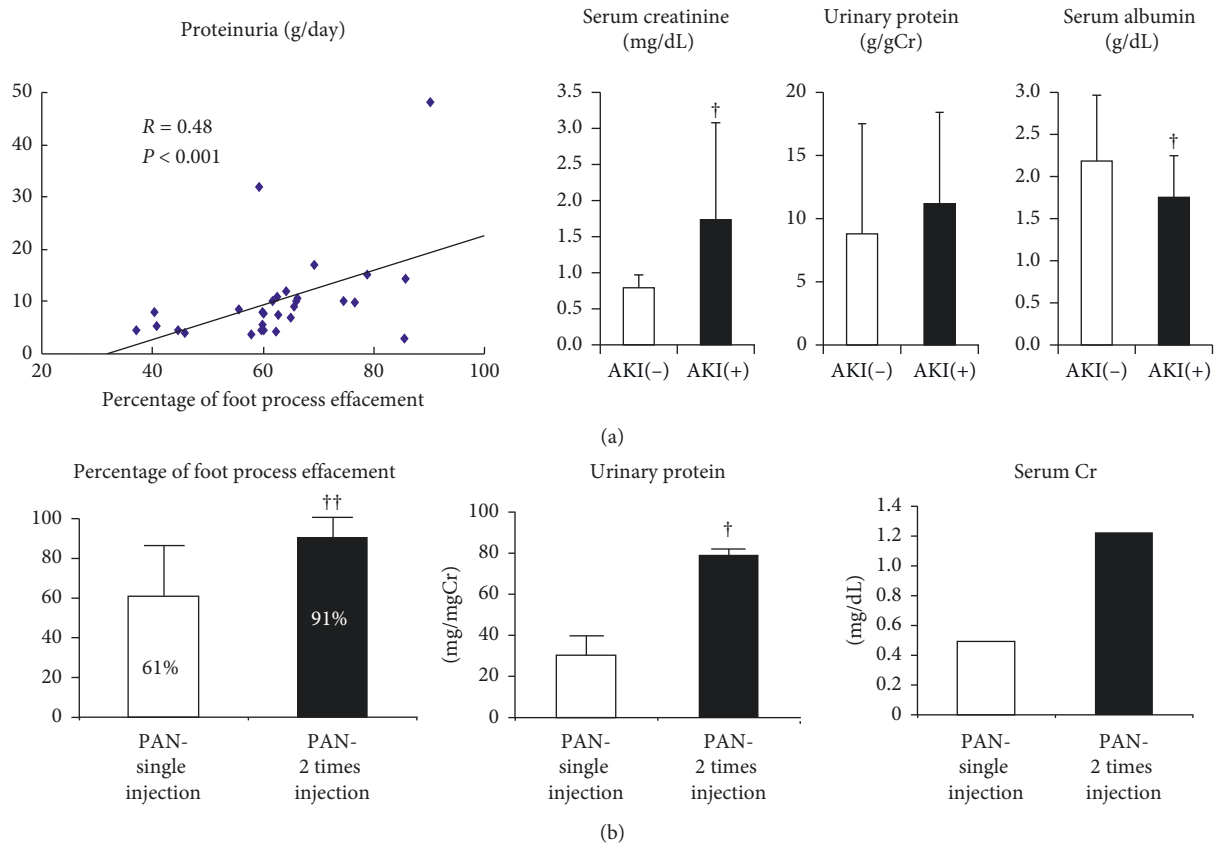 Proteinuria (g/day)
50
40
30
20
10
0
R = 0.48
P < 0.001
20
40
60
80
100
Percentage of foot process effacement
Serum creatinine
(mg/dL)
3.5
3.0
2.5
2.0
1.5
1.0
0.5
0.0
†
AKI(–)
AKI(+)
Urinary protein
(g/gCr)
20
15
10
5
0
AKI(–)
AKI(+)
Serum albumin
(g/dL)
3.0
2.5
2.0
1.5
1.0
0.5
0.0
†
AKI(–)
AKI(+)
(a)
Percentage of foot process effacement
100
80
60
40
20
0
61%
††
91%
PAN-
single
injection
PAN-
2 times
injection
Urinary protein
(mg/mgCr)
100
80
60
40
20
0
†
PAN-
single
injection
PAN-
2 times
injection
Serum Cr
(mg/dL)
1.4
1.2
1.0
0.8
0.6
0.4
0.2
0
PAN-
single
injection
PAN-
2 times
injection
(b)